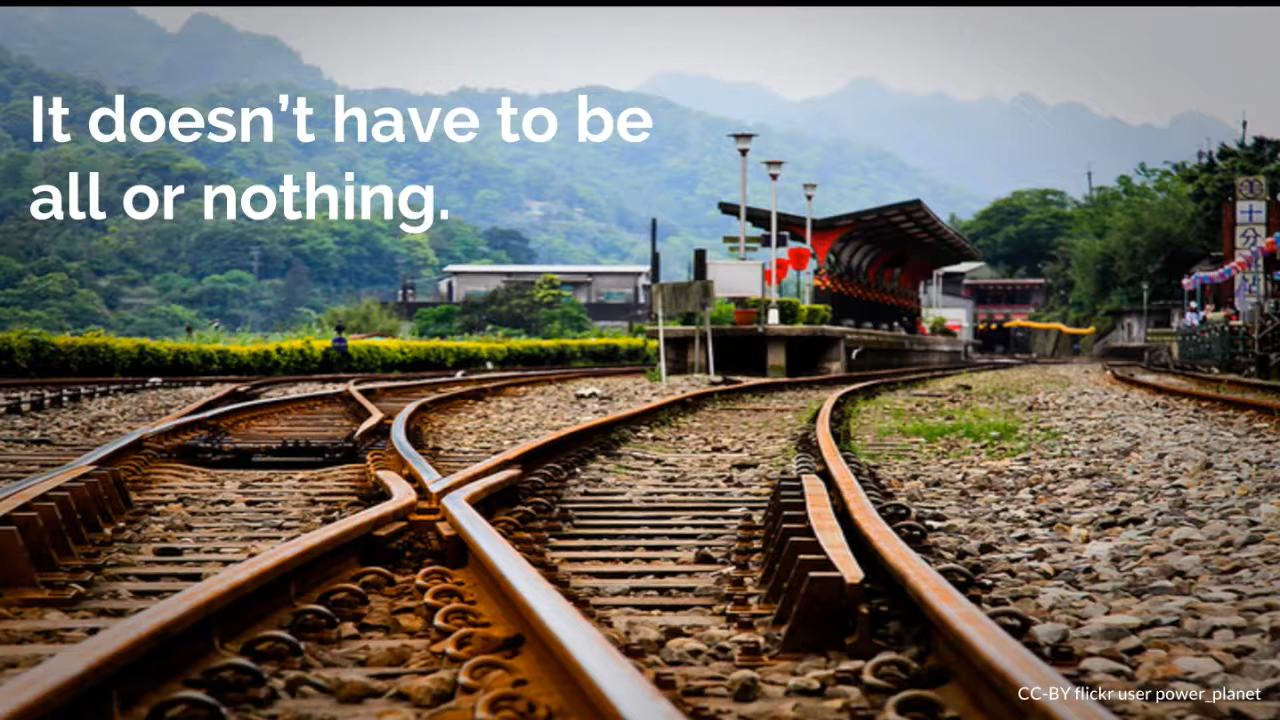 It doesn’t have to be
all or nothing.
十
分
CC-BY flickr user power_planet